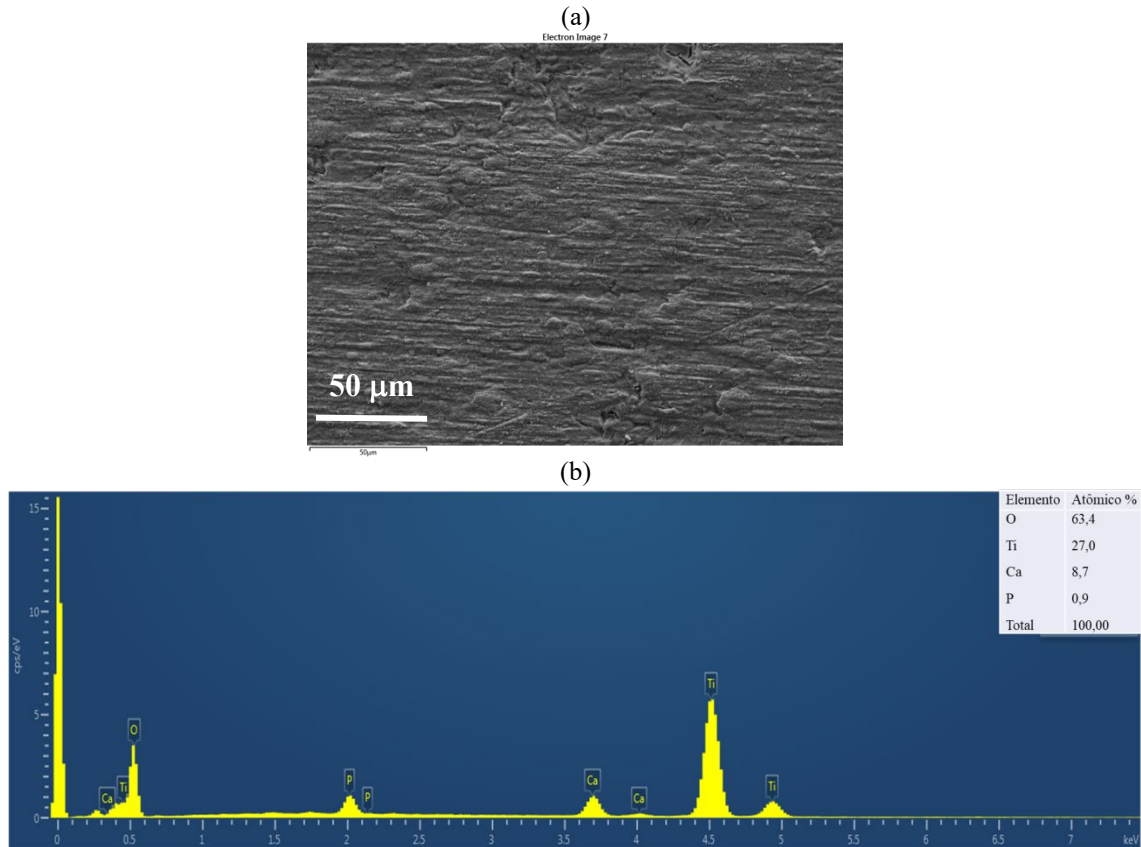 (a)
Electron Image 7
50 μm
50μm
(b)
Elemento Atômico %
O 63,4
Ti 27,0
Ca 8,7
P 0,9
Total 100,00
15
10
cps/eV
5
0
Ca
Ti
O
P
P
Ca
Ca
Ti
Ti
0 0.5 1 1.5 2 2.5 3 3.5 4 4.5 5 5.5 6 6.5 7 keV